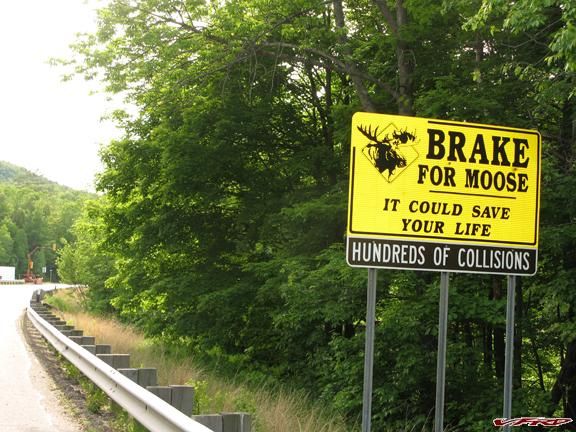 BRAKE
FOR MOOSE
IT COULD SAVE
YOUR LIFE
HUNDREDS OF COLLISIONS